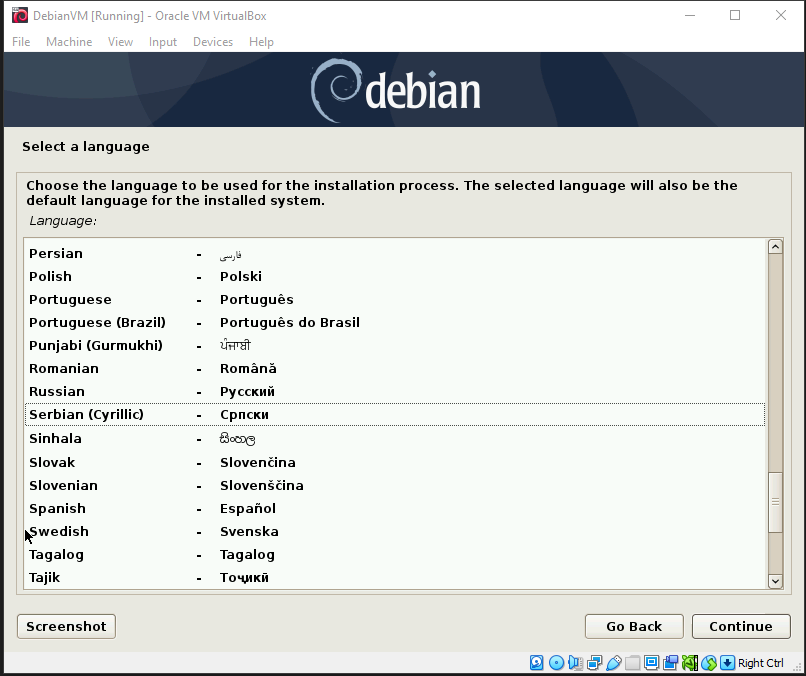 DebianVM [Running] - Oracle VM VirtualBox
File Machine View Input Devices Help
debian
Select a language
Choose the language to be used for the installation process. The selected language will also be the
default language for the installed system.
Language:
Persian - فارسی
Polish - Polski
Portuguese - Português
Portuguese (Brazil) - Português do Brasil
Punjabi (Gurmukhi) - ਪੰਜਾਬੀ
Romanian - Română
Russian - Русский
Serbian (Cyrillic) - Српски
Sinhala - සිංහල
Slovak - Slovenčina
Slovenian - Slovenščina
Spanish - Español
Swedish - Svenska
Tagalog - Tagalog
Tajik - Тоҷикӣ
Screenshot Go Back Continue
Right Ctrl